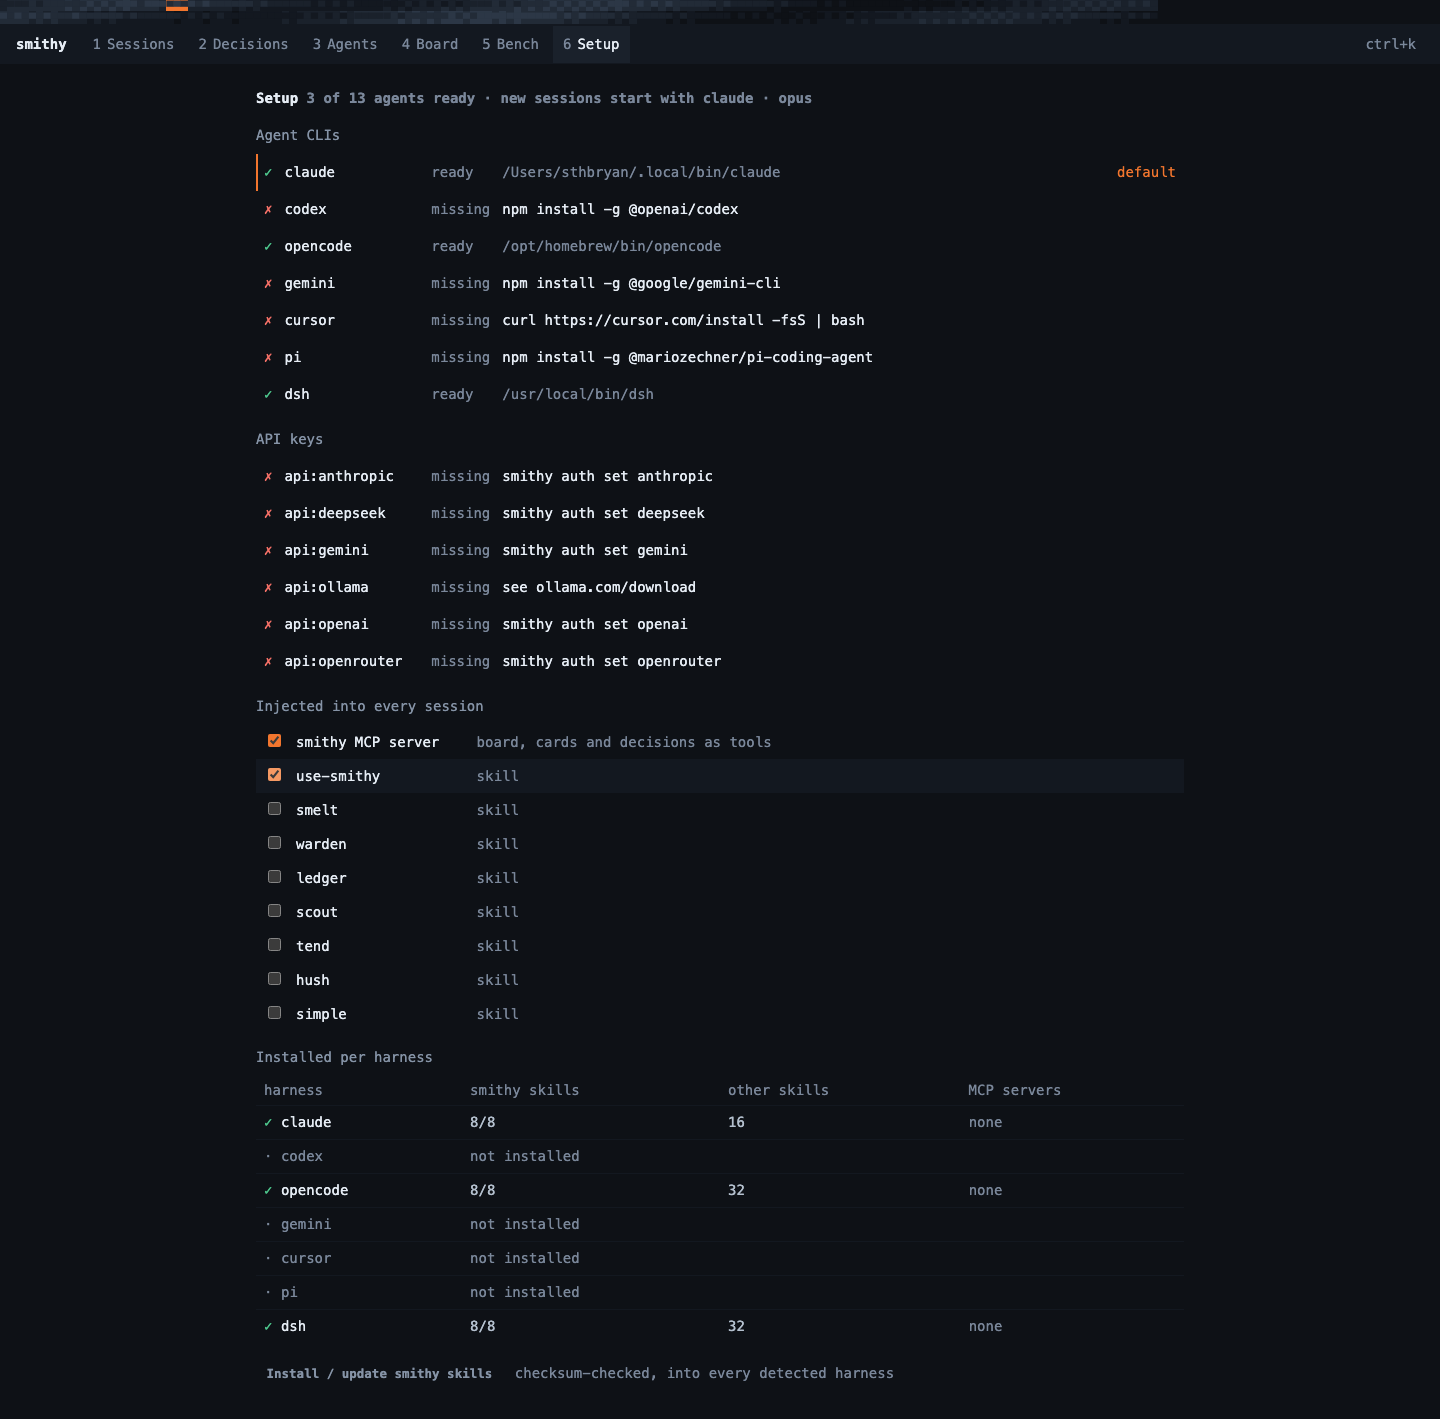 smithy 1 Sessions 2 Decisions 3 Agents 4 Board 5 Bench 6 Setup ctrl+k
Setup 3 of 13 agents ready · new sessions start with claude · opus
Agent CLIs
✓ claude ready /Users/sthbryan/.local/bin/claude default
✗ codex missing npm install -g @openai/codex
✓ opencode ready /opt/homebrew/bin/opencode
✗ gemini missing npm install -g @google/gemini-cli
✗ cursor missing curl https://cursor.com/install -fsS | bash
✗ pi missing npm install -g @mariozechner/pi-coding-agent
✓ dsh ready /usr/local/bin/dsh
API keys
✗ api:anthropic missing smithy auth set anthropic
✗ api:deepseek missing smithy auth set deepseek
✗ api:gemini missing smithy auth set gemini
✗ api:ollama missing see ollama.com/download
✗ api:openai missing smithy auth set openai
✗ api:openrouter missing smithy auth set openrouter
Injected into every session
smithy MCP server board, cards and decisions as tools
use-smithy skill
smelt skill
warden skill
ledger skill
scout skill
tend skill
hush skill
simple skill
Installed per harness
harness smithy skills other skills MCP servers
✓ claude 8/8 16 none
· codex not installed
✓ opencode 8/8 32 none
· gemini not installed
· cursor not installed
· pi not installed
✓ dsh 8/8 32 none
Install / update smithy skills checksum-checked, into every detected harness